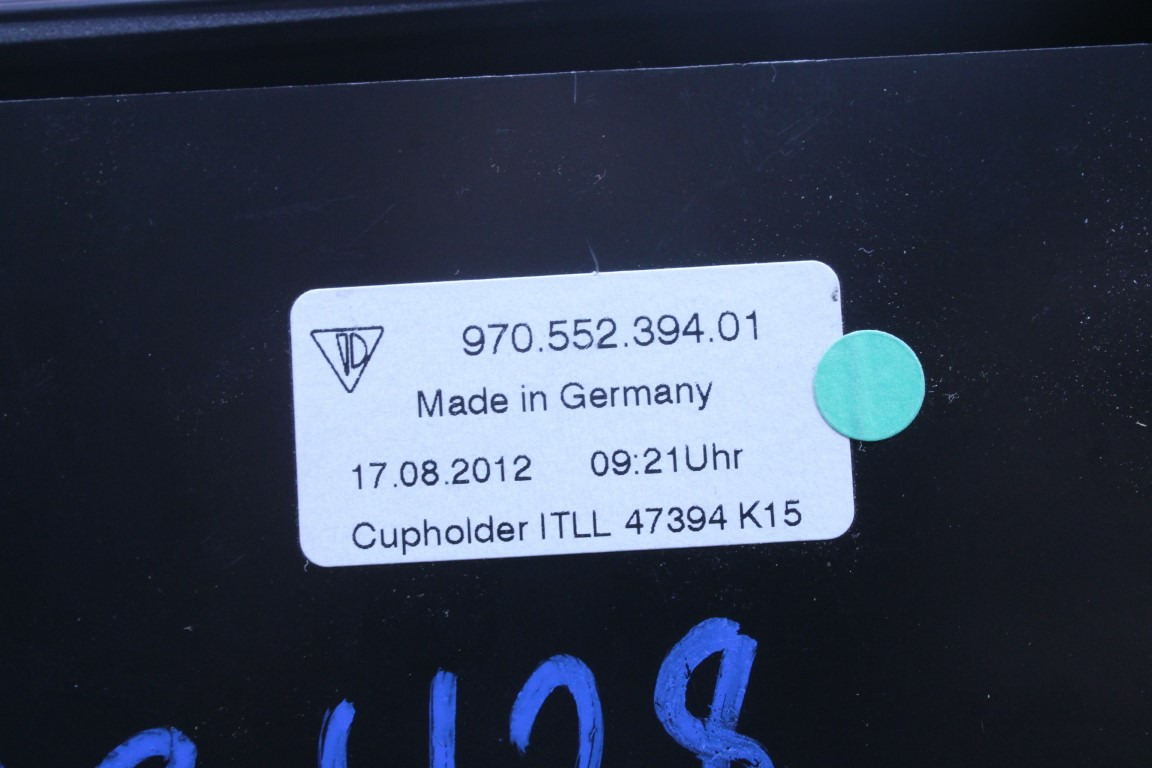 970.552.394.01
Made in Germany
17.08.2012 09:21Uhr
Cupholder ITLL 47394 K15